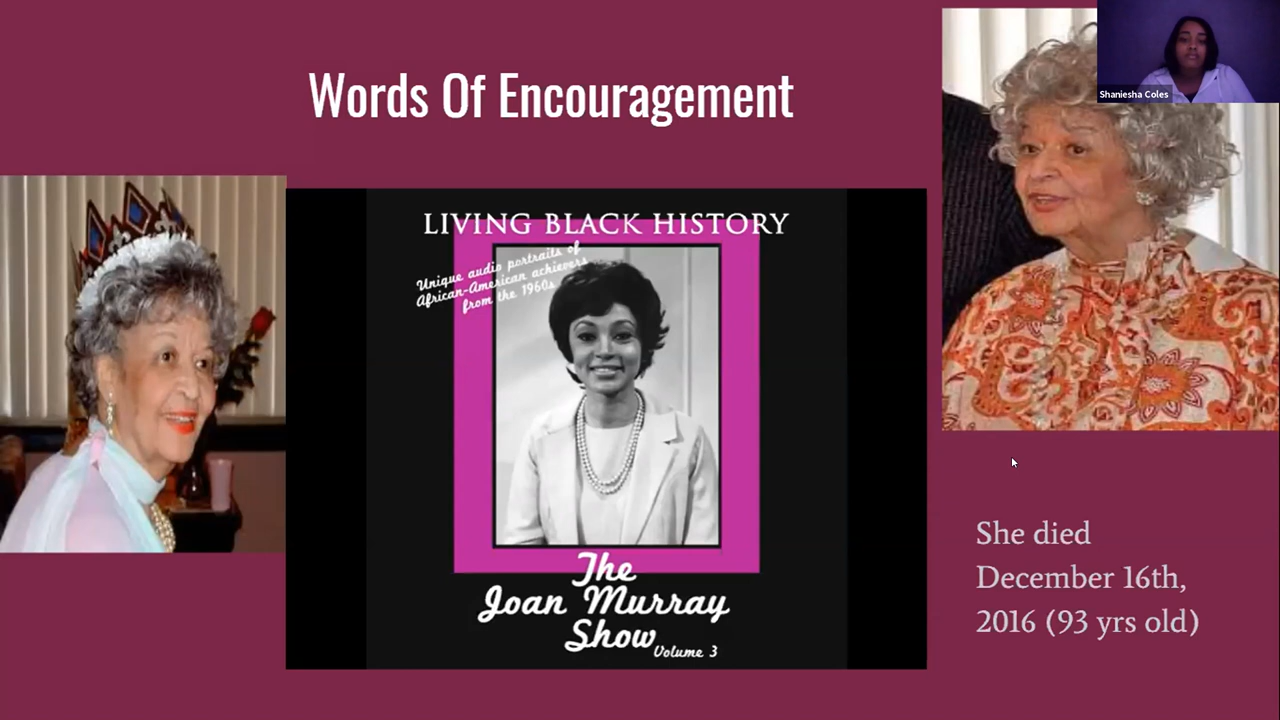 Words Of Encouragement
Shaniesha Coles
LIVING BLACK HISTORY
Unique audio portraits of
African-American achievers
from the 1960s
The
Joan Murray
Show
Volume 3
She died
December 16th,
2016 (93 yrs old)